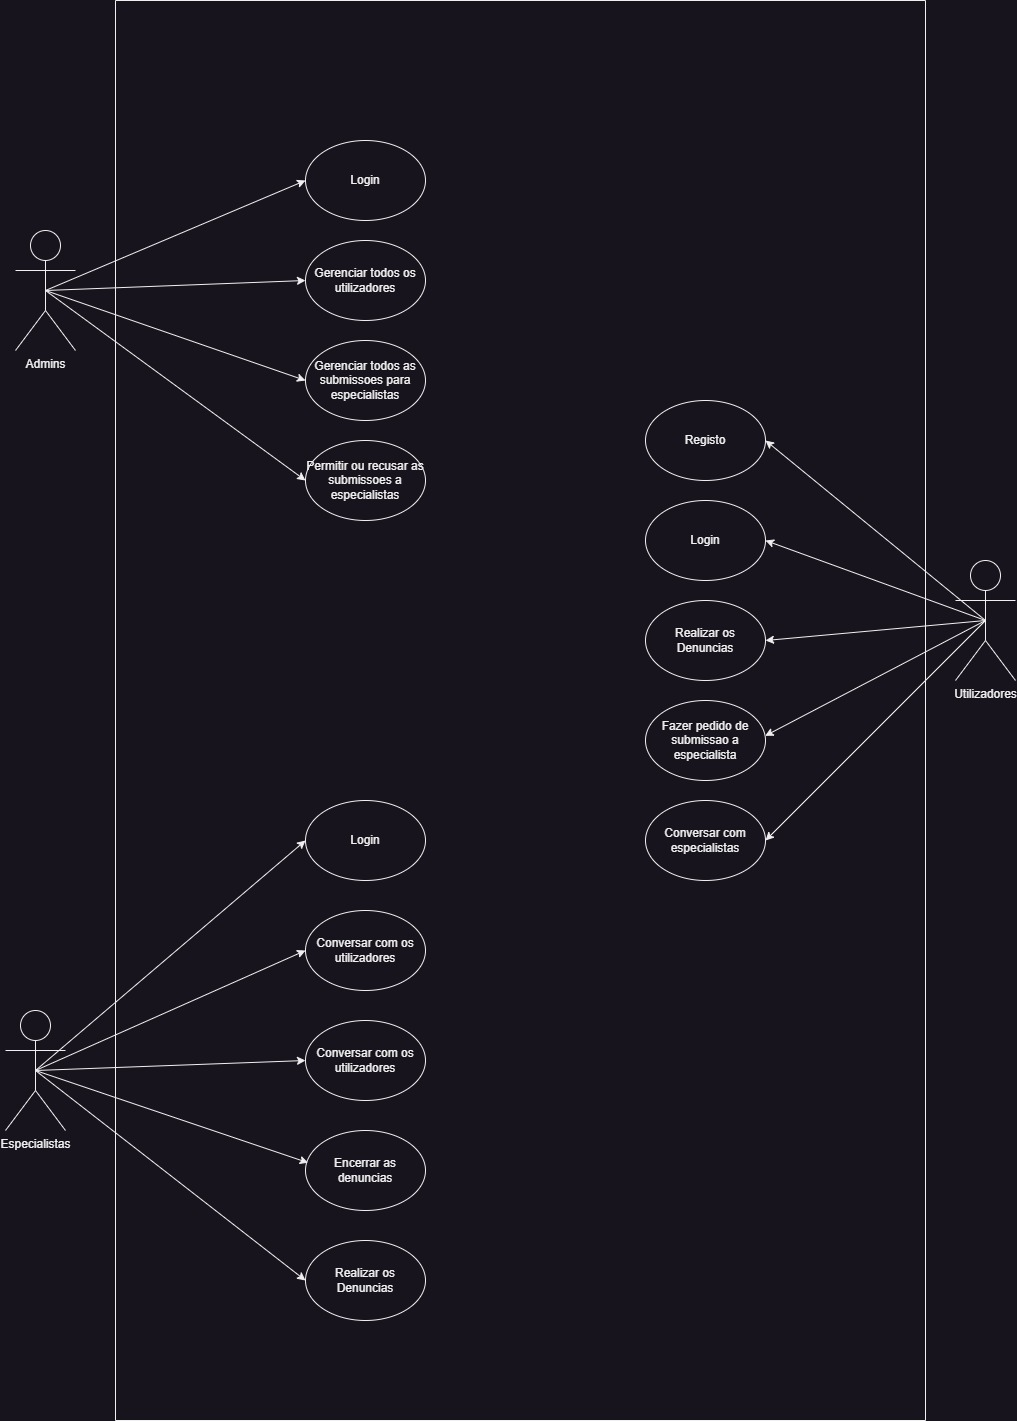 Login
Gerenciar todos os
utilizadores
Admins
Gerenciar todos as
submissoes para
especialistas
Permitir ou recusar as
submissoes a
especialistas
Registo
Login
Realizar os
Denuncias
Utilizadores
Fazer pedido de
submissao a
especialista
Conversar com
especialistas
Login
Conversar com os
utilizadores
Conversar com os
utilizadores
Especialistas
Encerrar as
denuncias
Realizar os
Denuncias